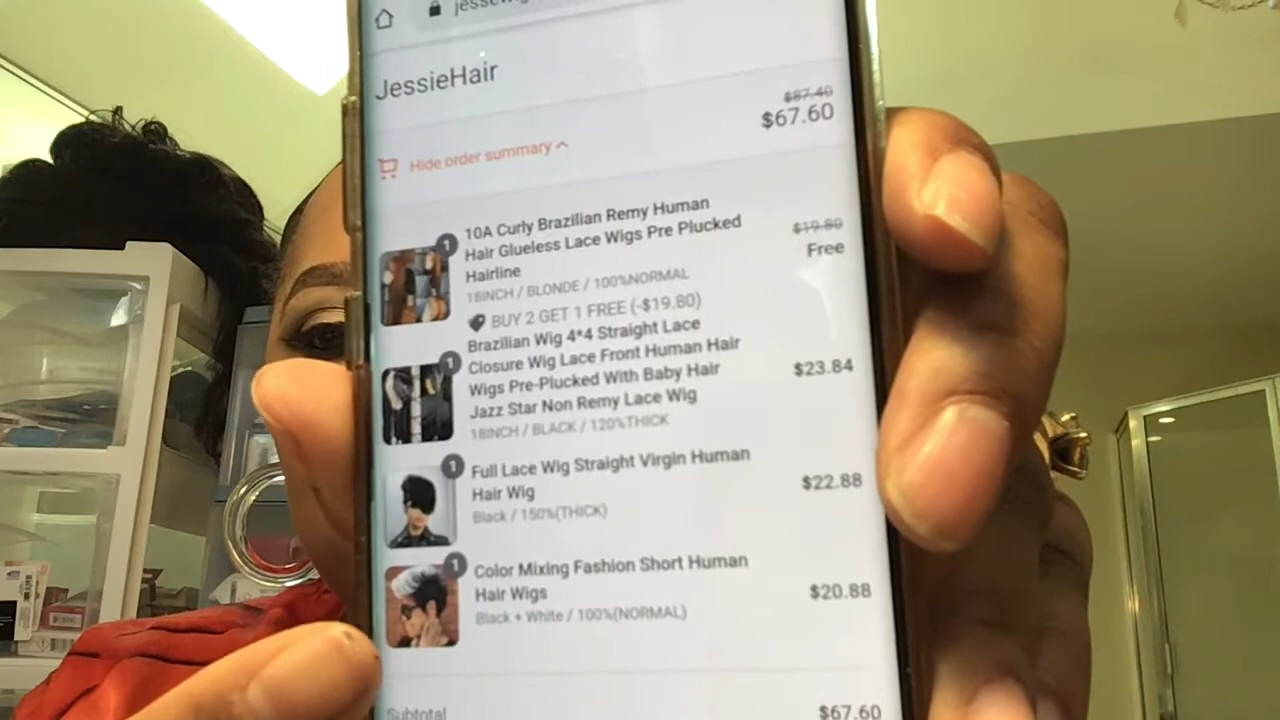 JessieHair
$87.40
$67.60
Hide order summary
10A Curly Brazilian Remy Human
Hair Glueless Lace Wigs Pre Plucked
Hairline
18INCH / BLONDE / 100%NORMAL
BUY 2 GET 1 FREE (-$19.80)
$19.80
Free
1
Brazilian Wig 4*4 Straight Lace
Closure Wig Lace Front Human Hair
Wigs Pre-Plucked With Baby Hair
Jazz Star Non Remy Lace Wig
18INCH / BLACK / 120%THICK
$23.84
1
Full Lace Wig Straight Virgin Human
Hair Wig
Black / 150%(THICK)
$22.88
1
Color Mixing Fashion Short Human
Hair Wigs
Black + White / 100%(NORMAL)
$20.88
1
Subtotal
$67.60